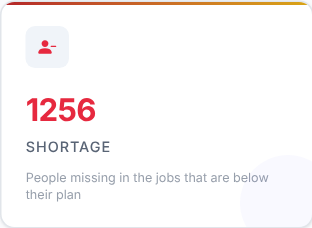 1256
SHORTAGE
People missing in the jobs that are below
their plan